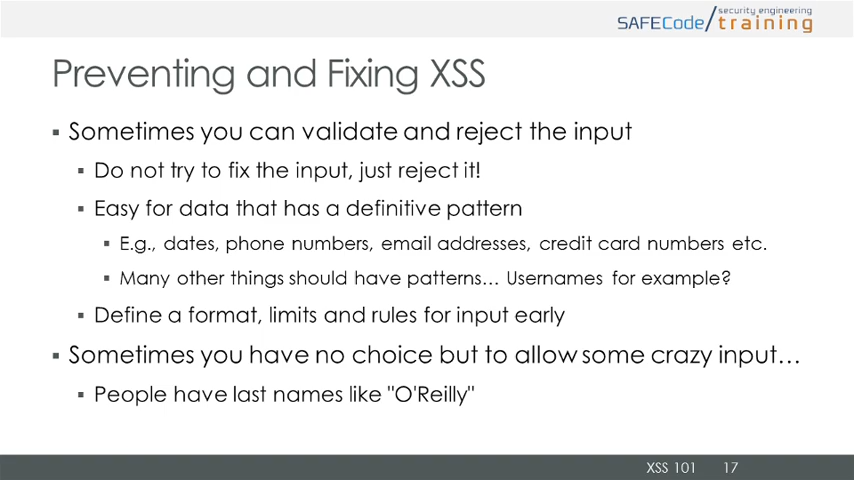 SAFECode/ security engineering training
Preventing and Fixing XSS
▪ Sometimes you can validate and reject the input
▪ Do not try to fix the input, just reject it!
▪ Easy for data that has a definitive pattern
▪ E.g., dates, phone numbers, email addresses, credit card numbers etc.
▪ Many other things should have patterns... Usernames for example?
▪ Define a format, limits and rules for input early
▪ Sometimes you have no choice but to allow some crazy input...
▪ People have last names like "O'Reilly"
XSS 101 17